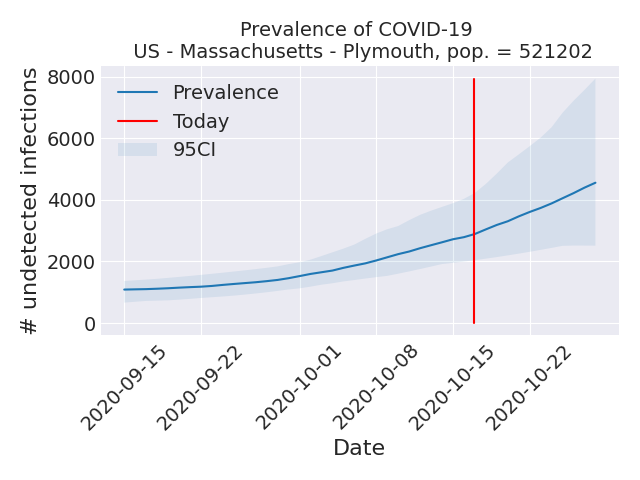 Prevalence of COVID-19
US - Massachusetts - Plymouth, pop. = 521202
# undetected infections
8000
6000
4000
2000
0
Prevalence
Today
95CI
2020-09-15
2020-09-22
2020-10-01
2020-10-08
2020-10-15
2020-10-22
Date